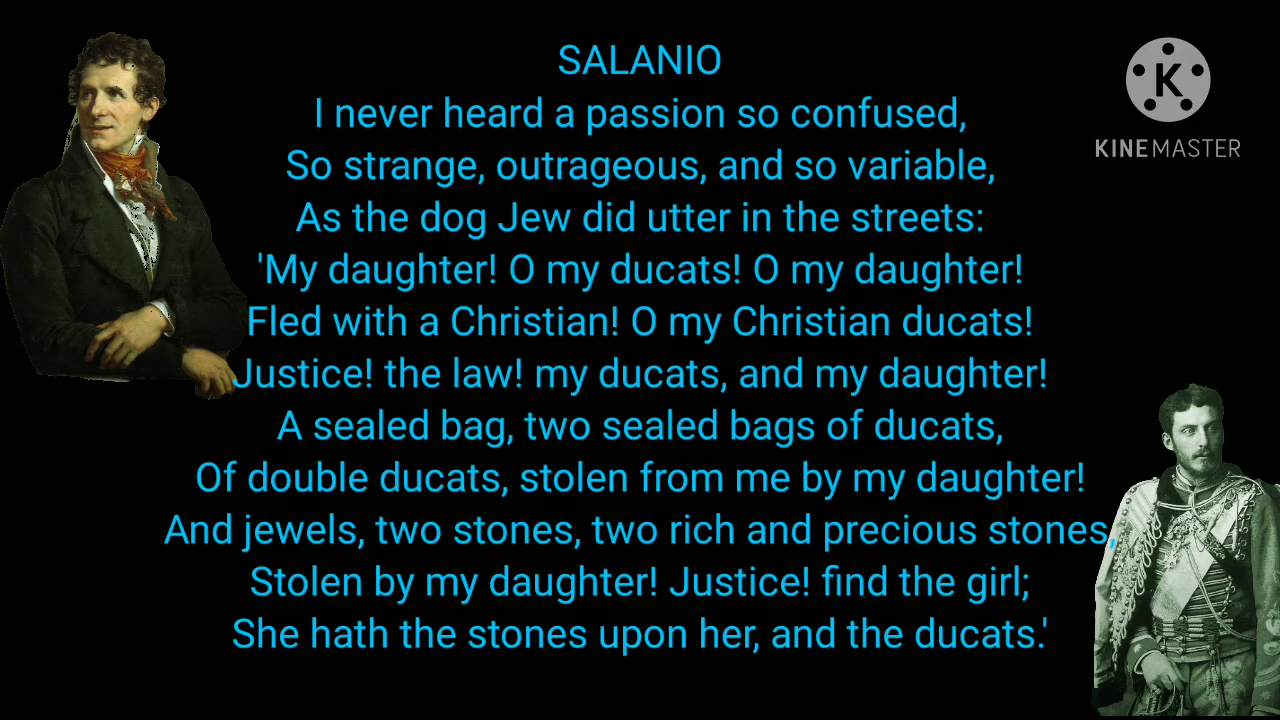 SALANIO
I never heard a passion so confused,
So strange, outrageous, and so variable,
As the dog Jew did utter in the streets:
'My daughter! O my ducats! O my daughter!
Fled with a Christian! O my Christian ducats!
Justice! the law! my ducats, and my daughter!
A sealed bag, two sealed bags of ducats,
Of double ducats, stolen from me by my daughter!
And jewels, two stones, two rich and precious stones,
Stolen by my daughter! Justice! find the girl;
She hath the stones upon her, and the ducats.'
K
KINEMASTER